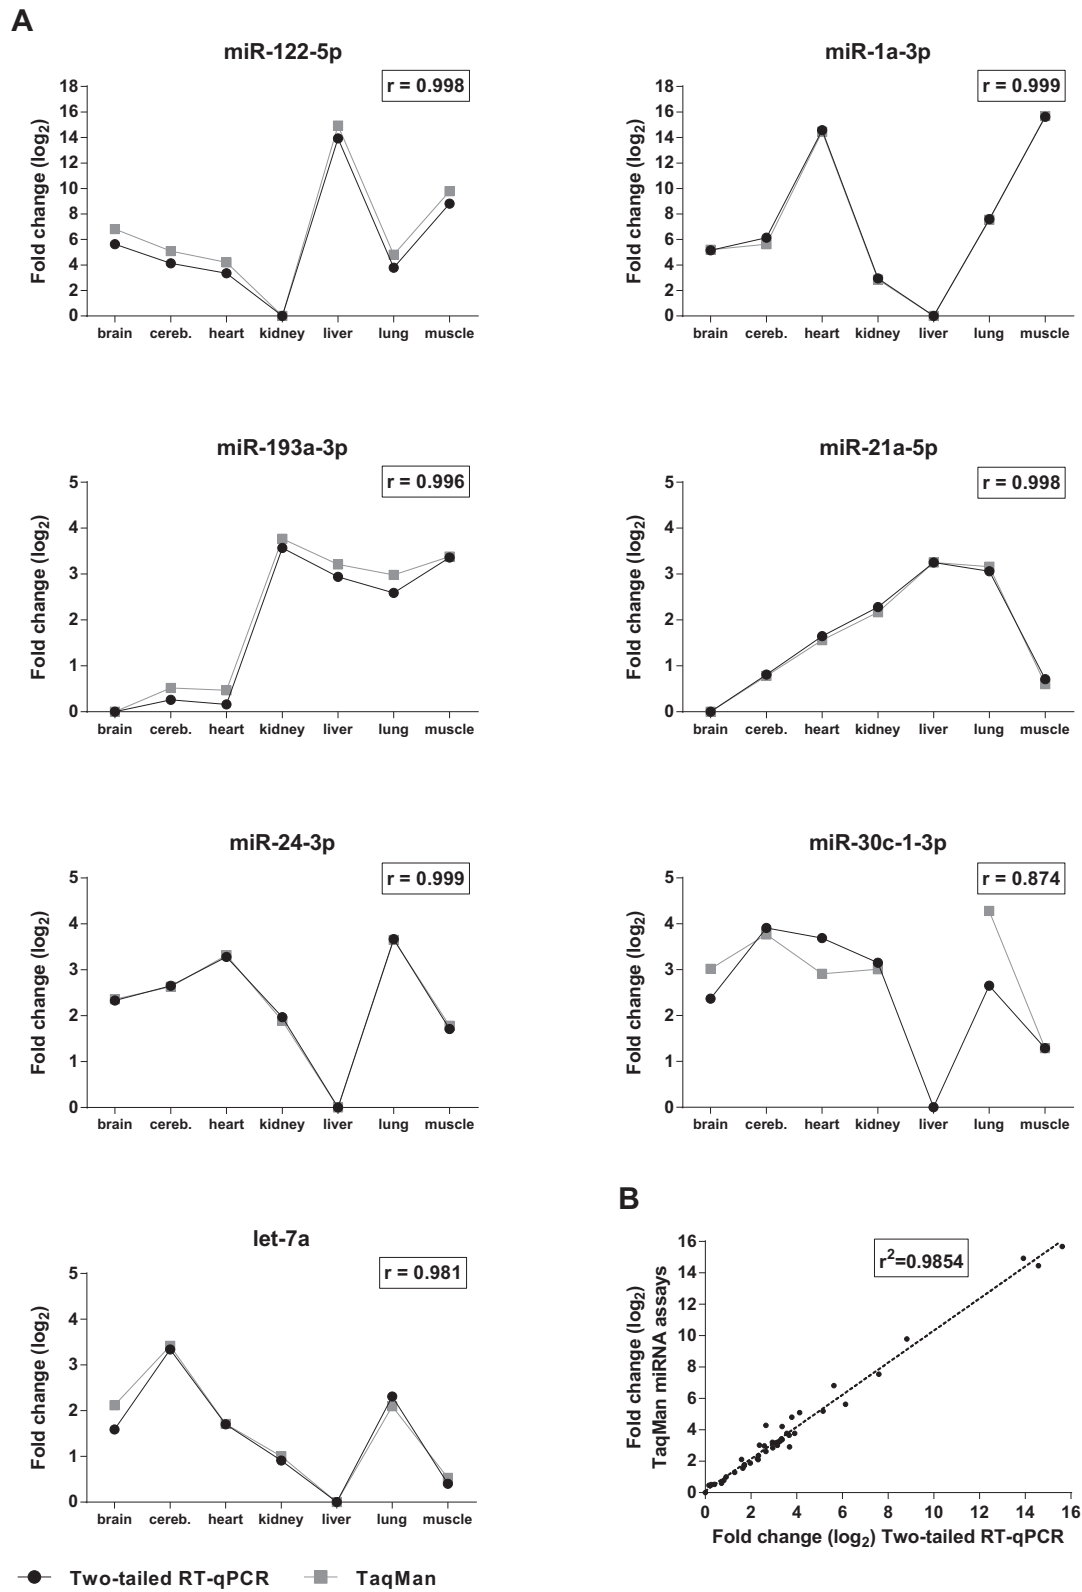 A
miR-122-5p
r = 0.998
Fold change (log2)
18
16
14
12
10
8
6
4
2
0
brain cereb. heart kidney liver lung muscle
miR-1a-3p
r = 0.999
Fold change (log2)
18
16
14
12
10
8
6
4
2
0
brain cereb. heart kidney liver lung muscle
miR-193a-3p
r = 0.996
Fold change (log2)
5
4
3
2
1
0
brain cereb. heart kidney liver lung muscle
miR-21a-5p
r = 0.998
Fold change (log2)
5
4
3
2
1
0
brain cereb. heart kidney liver lung muscle
miR-24-3p
r = 0.999
Fold change (log2)
5
4
3
2
1
0
brain cereb. heart kidney liver lung muscle
miR-30c-1-3p
r = 0.874
Fold change (log2)
5
4
3
2
1
0
brain cereb. heart kidney liver lung muscle
let-7a
r = 0.981
Fold change (log2)
5
4
3
2
1
0
brain cereb. heart kidney liver lung muscle
B
r2=0.9854
Fold change (log2)
TaqMan miRNA assays
16
14
12
10
8
6
4
2
0
0 2 4 6 8 10 12 14 16
Fold change (log2) Two-tailed RT-qPCR
Two-tailed RT-qPCR TaqMan